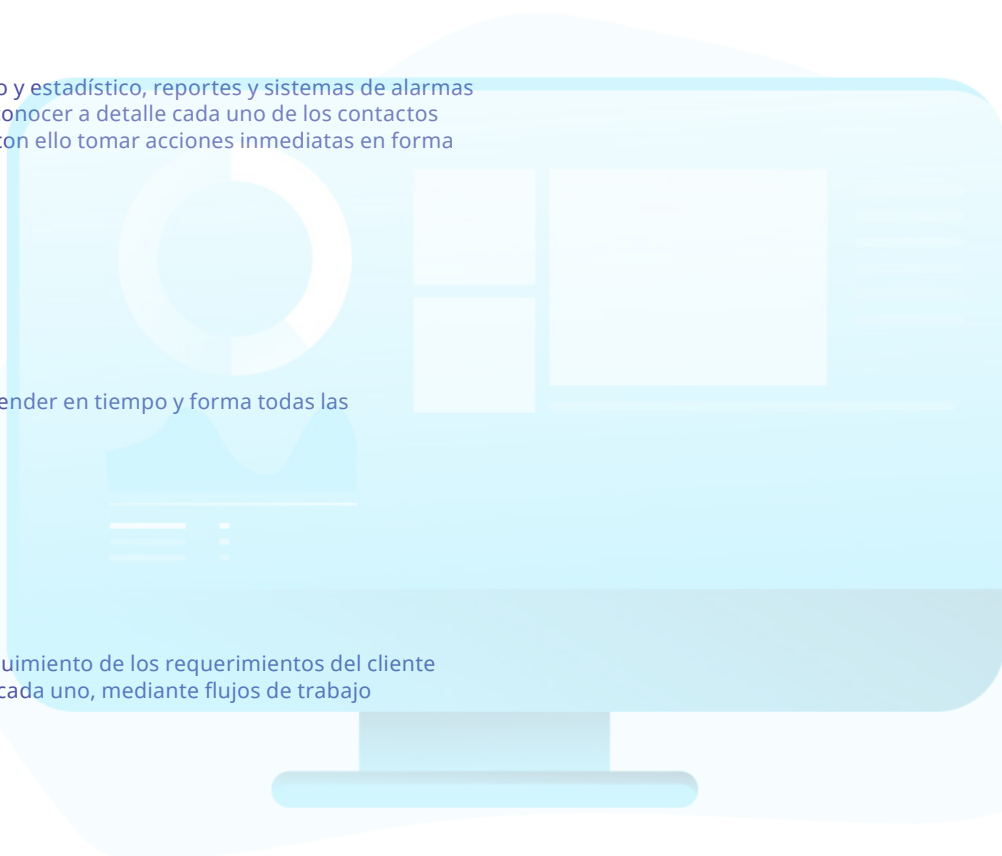 o y estadístico, reportes y sistemas de alarmas
conocer a detalle cada uno de los contactos
con ello tomar acciones inmediatas en forma
ender en tiempo y forma todas las
uimiento de los requerimientos del cliente
cada uno, mediante flujos de trabajo